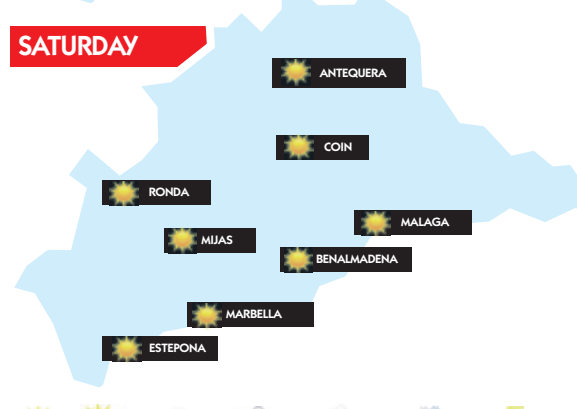 SATURDAY
ANTEQUERA
COIN
RONDA
MALAGA
MIJAS
BENALMADENA
MARBELLA
ESTEPONA